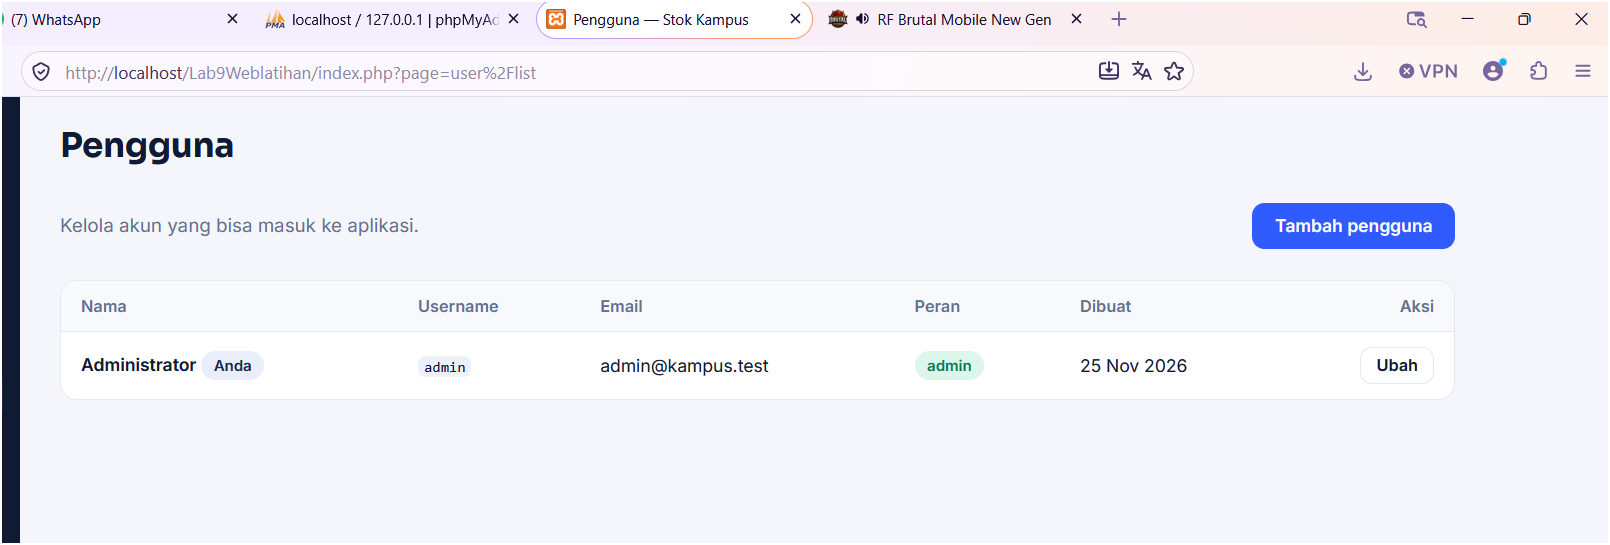 (7) WhatsApp
localhost / 127.0.0.1 | phpMyAd
Pengguna — Stok Kampus
RF Brutal Mobile New Gen
http://localhost/Lab9Weblatihan/index.php?page=user%2Flist
VPN
Pengguna
Kelola akun yang bisa masuk ke aplikasi.
Tambah pengguna
Nama Username Email Peran Dibuat Aksi
Administrator Anda admin admin@kampus.test admin 25 Nov 2026 Ubah